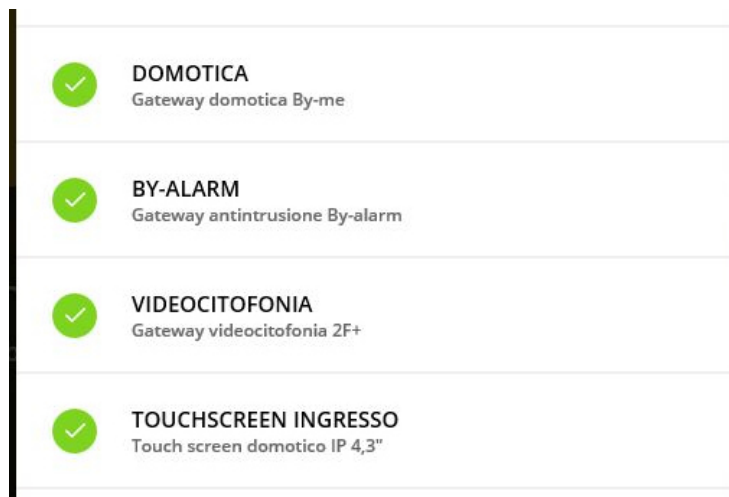 DOMOTICA
Gateway domotica By-me
BY-ALARM
Gateway antintrusione By-alarm
VIDEOCITOFONIA
Gateway videocitofonia 2F+
TOUCHSCREEN INGRESSO
Touch screen domotico IP 4,3"